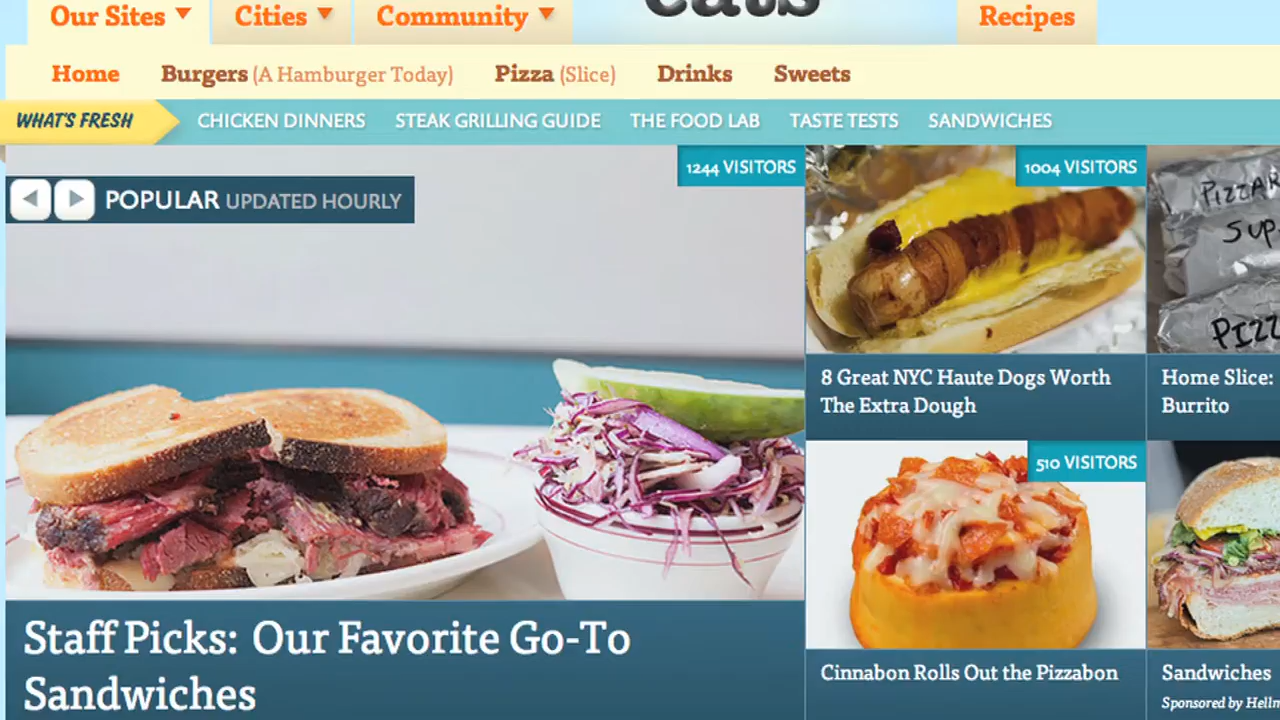 eats
Our Sites Cities Community Recipes
Home Burgers (A Hamburger Today) Pizza (Slice) Drinks Sweets
WHAT'S FRESH CHICKEN DINNERS STEAK GRILLING GUIDE THE FOOD LAB TASTE TESTS SANDWICHES
1244 VISITORS
POPULAR UPDATED HOURLY
Staff Picks: Our Favorite Go-To
Sandwiches
1004 VISITORS
8 Great NYC Haute Dogs Worth
The Extra Dough
510 VISITORS
Cinnabon Rolls Out the Pizzabon
Home Slice:
Burrito
Sandwiches
Sponsored by